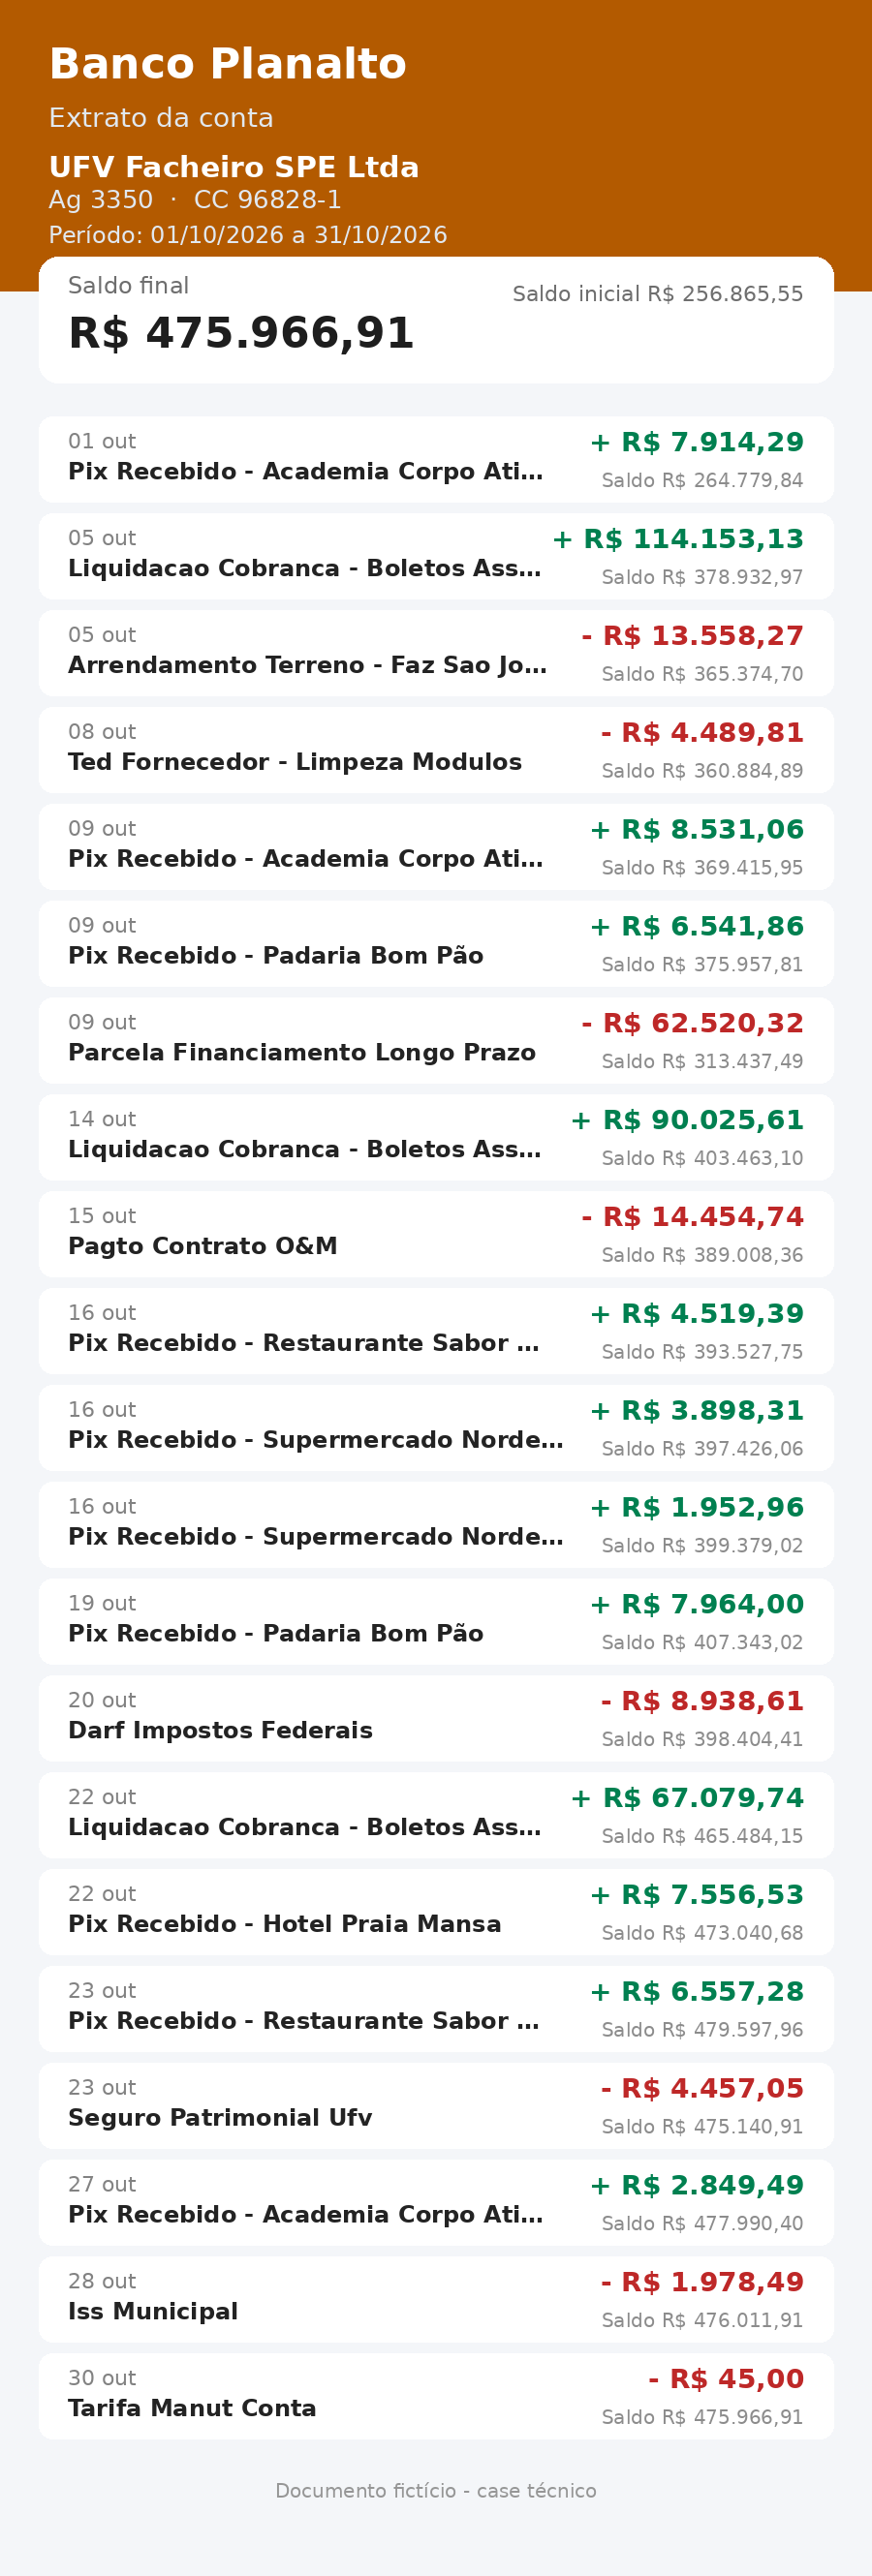 Banco Planalto
Extrato da conta
UFV Facheiro SPE Ltda
Ag 3350 · CC 96828-1
Período: 01/10/2026 a 31/10/2026
Saldo final
Saldo inicial R$ 256.865,55
R$ 475.966,91
01 out
+ R$ 7.914,29
Pix Recebido - Academia Corpo Ati...
Saldo R$ 264.779,84
05 out
+ R$ 114.153,13
Liquidacao Cobranca - Boletos Ass...
Saldo R$ 378.932,97
05 out
- R$ 13.558,27
Arrendamento Terreno - Faz Sao Jo...
Saldo R$ 365.374,70
08 out
- R$ 4.489,81
Ted Fornecedor - Limpeza Modulos
Saldo R$ 360.884,89
09 out
+ R$ 8.531,06
Pix Recebido - Academia Corpo Ati...
Saldo R$ 369.415,95
09 out
+ R$ 6.541,86
Pix Recebido - Padaria Bom Pão
Saldo R$ 375.957,81
09 out
- R$ 62.520,32
Parcela Financiamento Longo Prazo
Saldo R$ 313.437,49
14 out
+ R$ 90.025,61
Liquidacao Cobranca - Boletos Ass...
Saldo R$ 403.463,10
15 out
- R$ 14.454,74
Pagto Contrato O&M
Saldo R$ 389.008,36
16 out
+ R$ 4.519,39
Pix Recebido - Restaurante Sabor ...
Saldo R$ 393.527,75
16 out
+ R$ 3.898,31
Pix Recebido - Supermercado Norde...
Saldo R$ 397.426,06
16 out
+ R$ 1.952,96
Pix Recebido - Supermercado Norde...
Saldo R$ 399.379,02
19 out
+ R$ 7.964,00
Pix Recebido - Padaria Bom Pão
Saldo R$ 407.343,02
20 out
- R$ 8.938,61
Darf Impostos Federais
Saldo R$ 398.404,41
22 out
+ R$ 67.079,74
Liquidacao Cobranca - Boletos Ass...
Saldo R$ 465.484,15
22 out
+ R$ 7.556,53
Pix Recebido - Hotel Praia Mansa
Saldo R$ 473.040,68
23 out
+ R$ 6.557,28
Pix Recebido - Restaurante Sabor ...
Saldo R$ 479.597,96
23 out
- R$ 4.457,05
Seguro Patrimonial Ufv
Saldo R$ 475.140,91
27 out
+ R$ 2.849,49
Pix Recebido - Academia Corpo Ati...
Saldo R$ 477.990,40
28 out
- R$ 1.978,49
Iss Municipal
Saldo R$ 476.011,91
30 out
- R$ 45,00
Tarifa Manut Conta
Saldo R$ 475.966,91
Documento fictício - case técnico